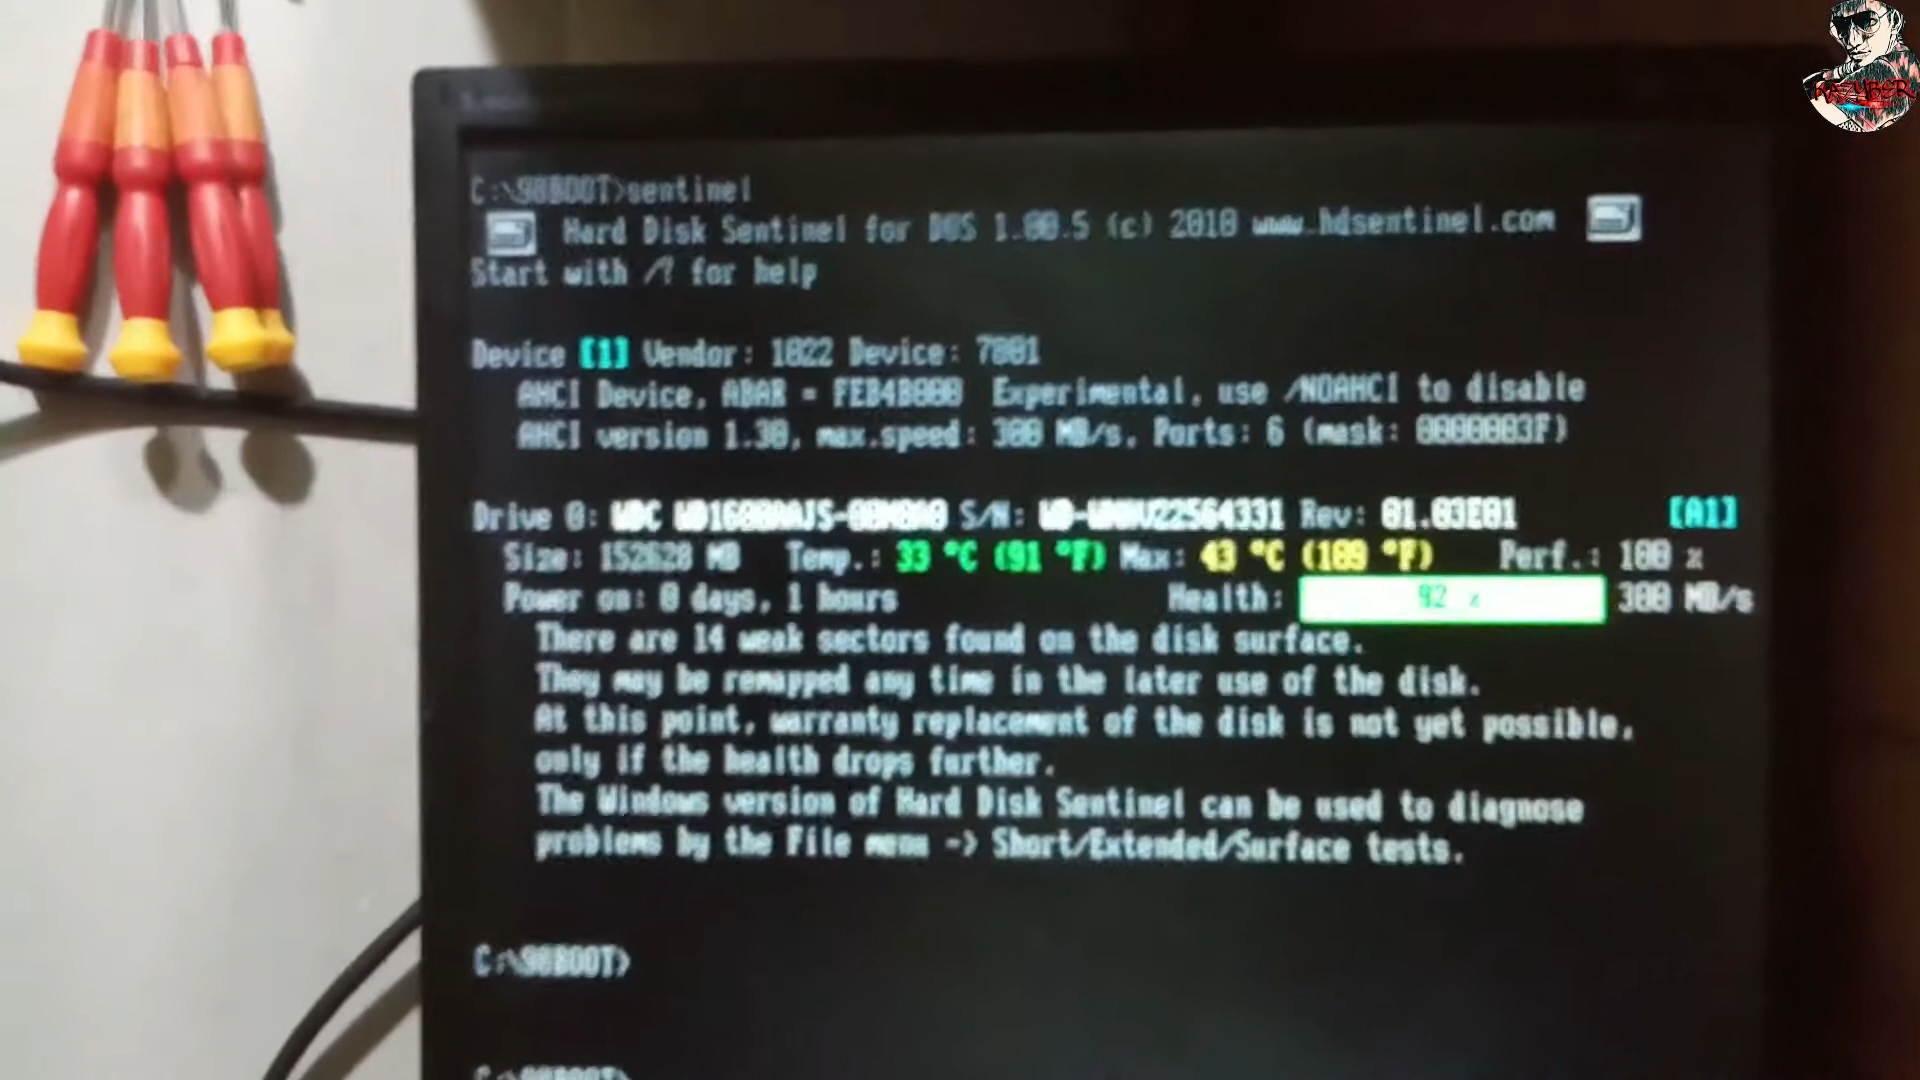 C:\98BOOT>sentinel
Hard Disk Sentinel for DOS 1.00.5 (c) 2010 www.hdsentinel.com
Start with /? for help
Device [1] Vendor: 1022 Device: 7801
AHCI Device, ABAR = FEB4B000 Experimental, use /NOAHCI to disable
AHCI version 1.30, max.speed: 300 MB/s, Ports: 6 (mask: 0000003F)
Drive 0: WDC S/N: Rev: [A1]
Size: 152628 MB Temp.: 33 °C (91 °F) Max: 43 °C (109 °F) Perf.: 100 %
Power on: 0 days, 1 hours Health: 92 % 300 MB/s
There are 14 weak sectors found on the disk surface.
They may be remapped any time in the later use of the disk.
At this point, warranty replacement of the disk is not yet possible,
only if the health drops further.
The Windows version of Hard Disk Sentinel can be used to diagnose
problems by the File menu -> Short/Extended/Surface tests.
C:\98BOOT>
C:\98BOOT>
KAZYBER